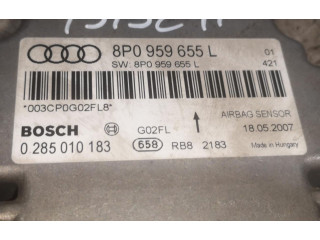 8P0 959 655 L 01
SW: 8P0 959 655 L 421
*003CP0G02FL8*
BOSCH G02FL AIRBAG SENSOR
18.05.2007
0 285 010 183 658 RB8 2183 Made in Hungary